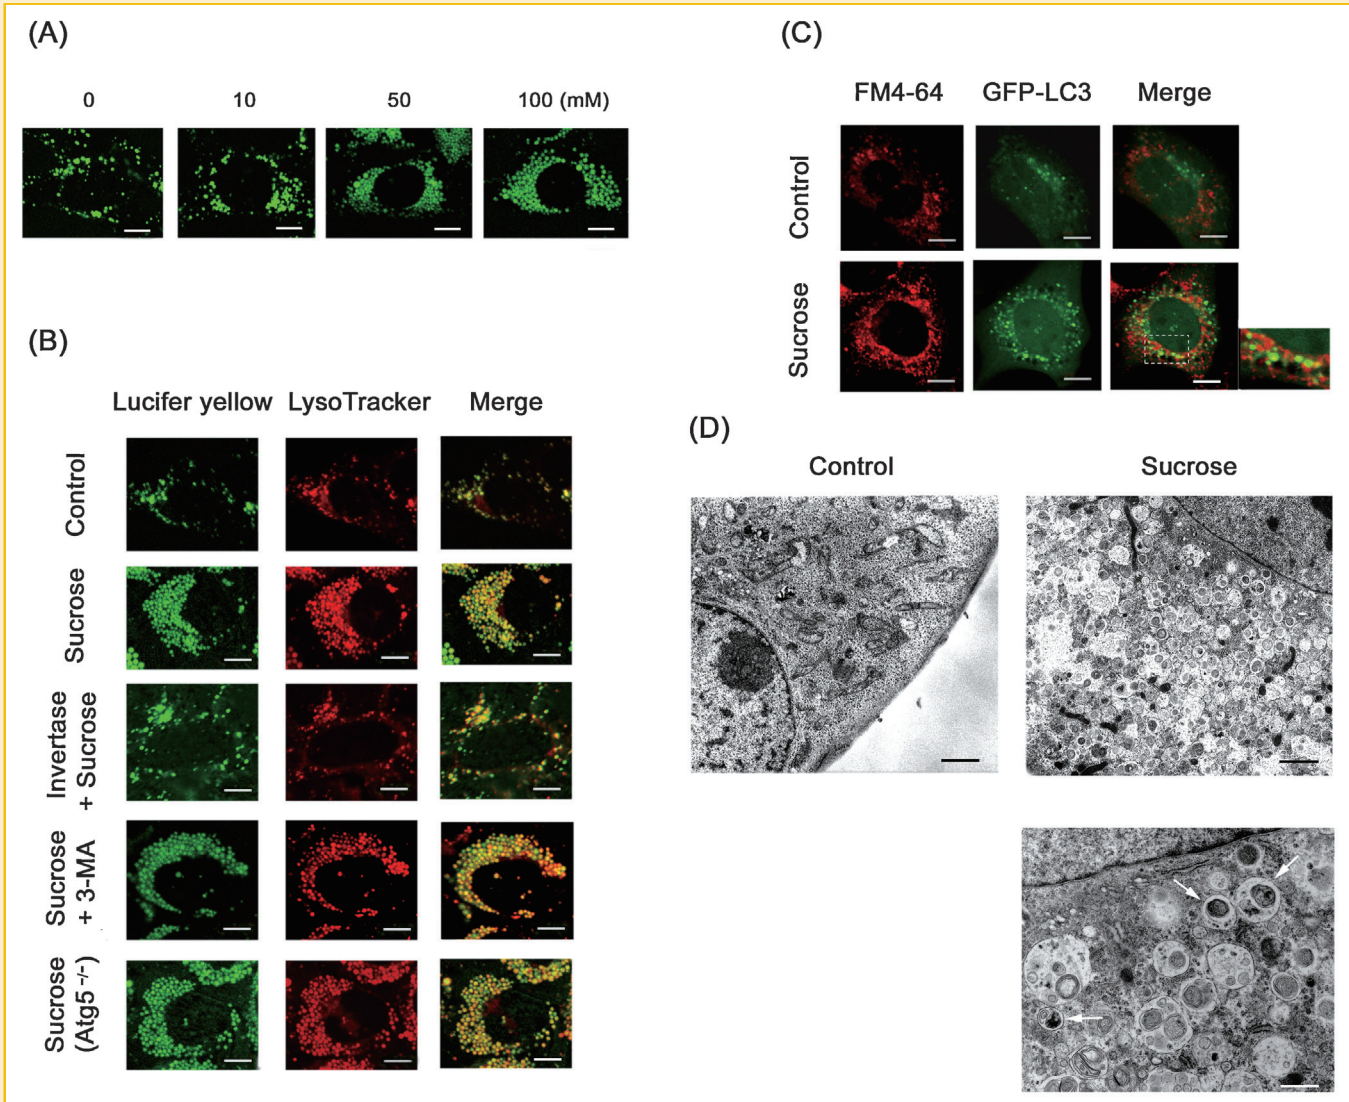 (A)
0 10 50 100 (mM)
(B)
Lucifer yellow LysoTracker Merge
Control
Sucrose
Invertase
+ Sucrose
Sucrose
+ 3-MA
Sucrose
(Atg5 -/-)
(C)
FM4-64 GFP-LC3 Merge
Control
Sucrose
(D)
Control Sucrose